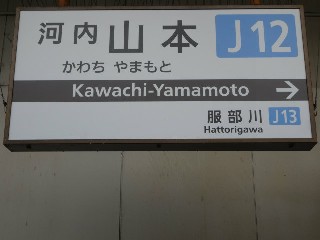 河内山本 J12
かわち やまもと
Kawachi-Yamamoto →
服部川 J13
Hattorigawa